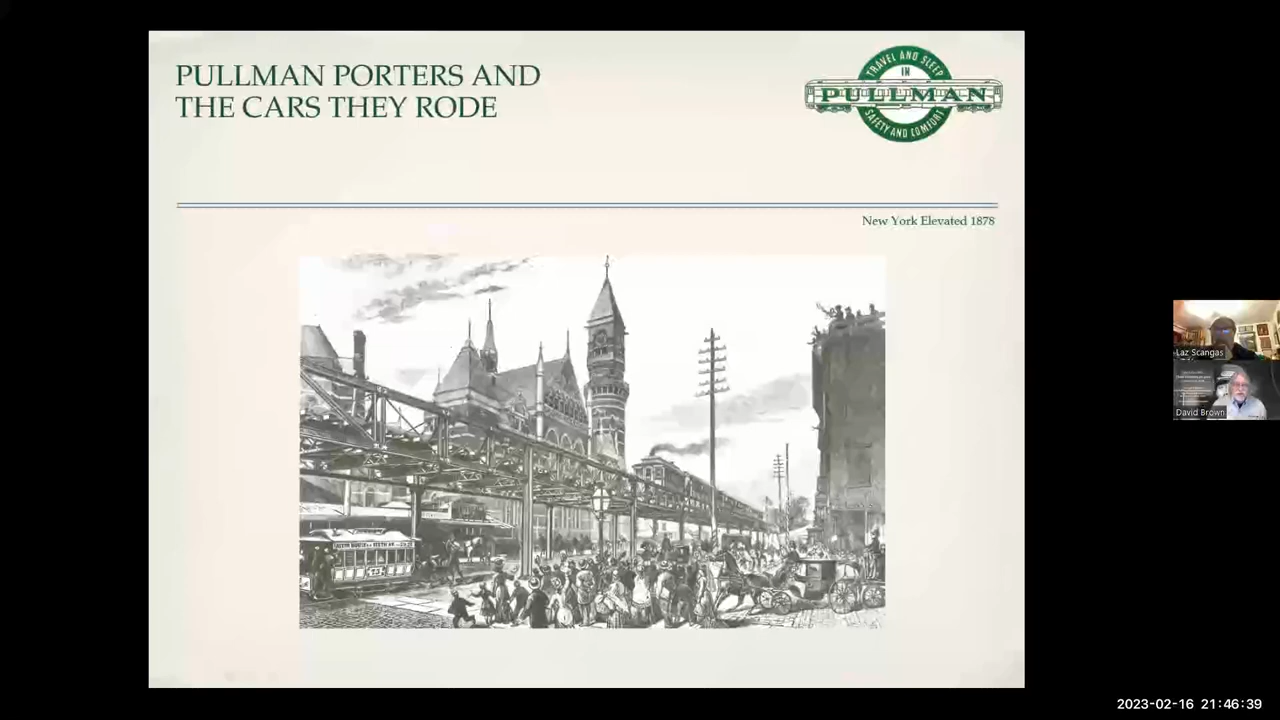 PULLMAN PORTERS AND
THE CARS THEY RODE
TRAVEL AND SLEEP
IN
PULLMAN
SAFETY AND COMFORT
New York Elevated 1878
Laz Scangas
David Brown
2023-02-16 21:46:39